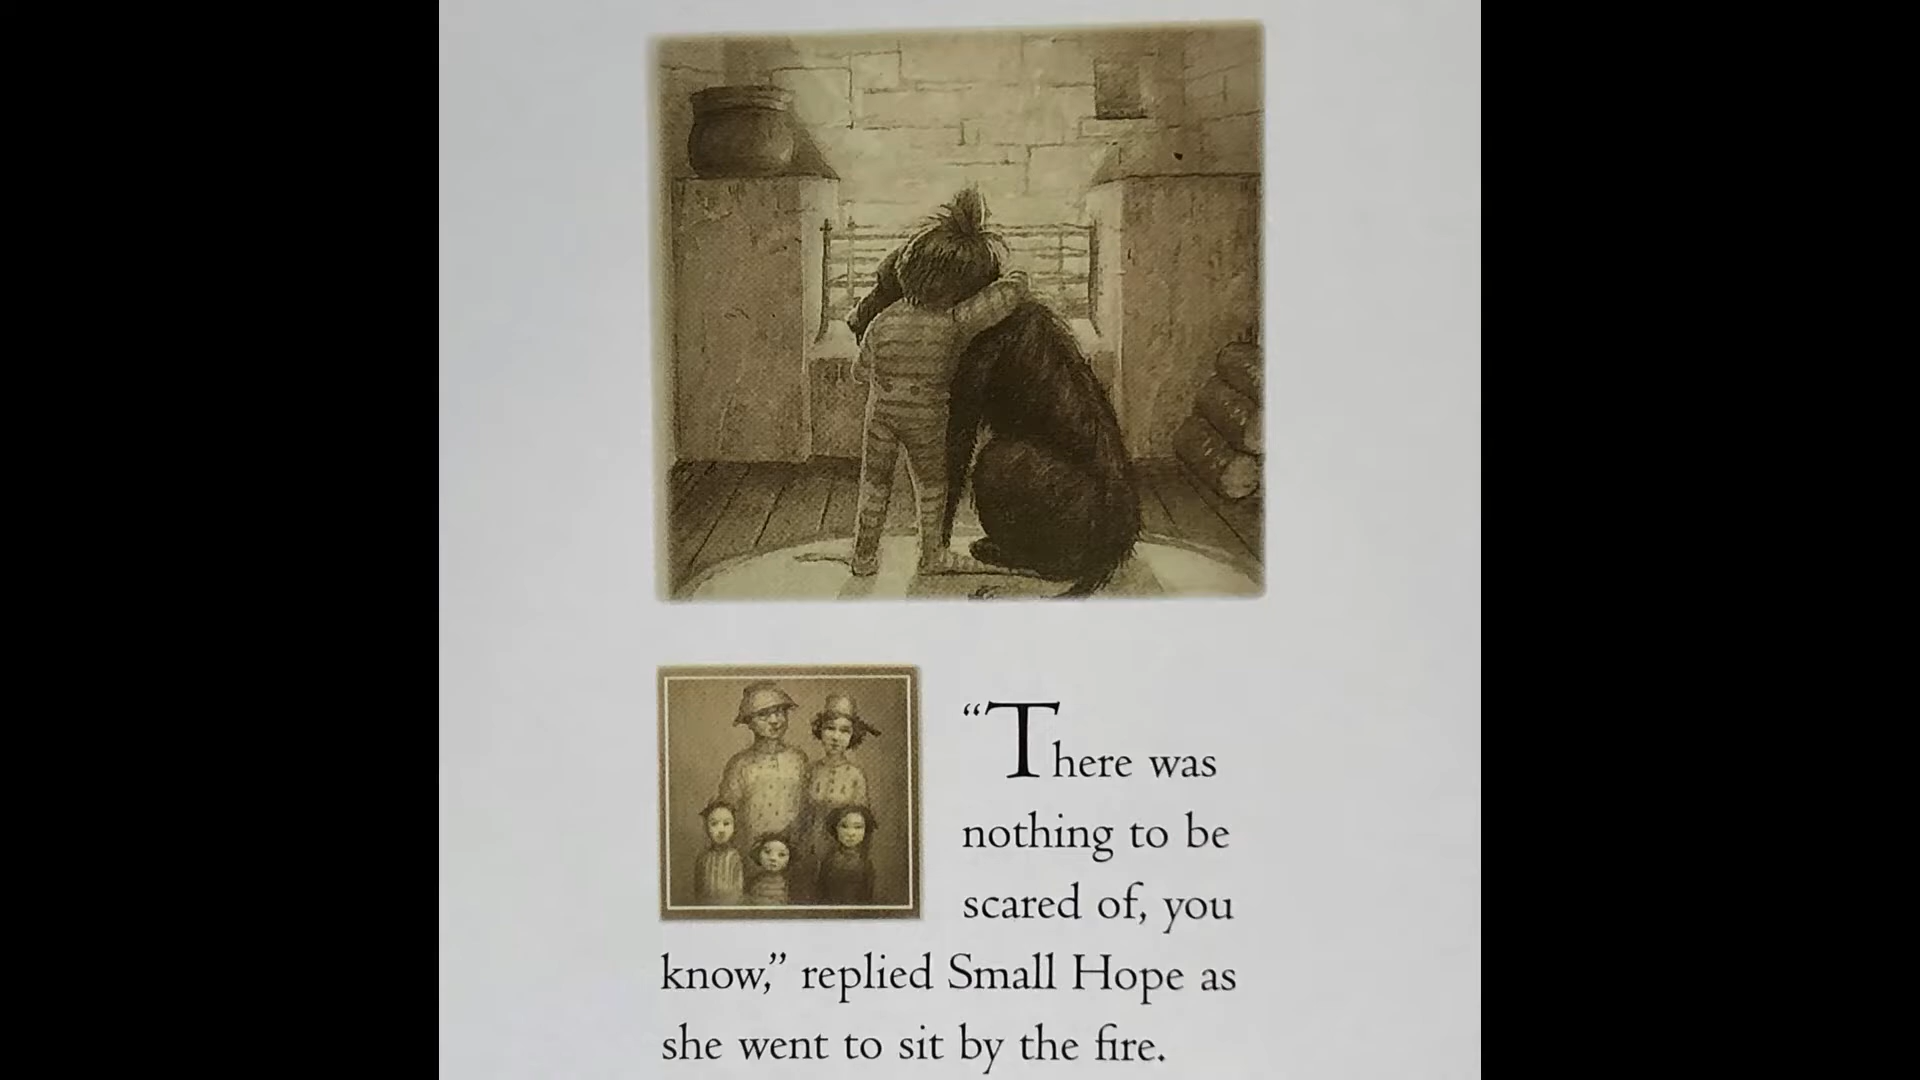 “There was
nothing to be
scared of, you
know,” replied Small Hope as
she went to sit by the fire.